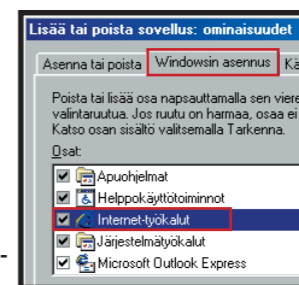 Lisää tai poista sovellus: ominaisuudet
Asenna tai poista Windowsin asennus
Poista tai lisää osa napsauttamalla sen
valintaruutua. Jos ruutu on harmaa, osaa ei
Katso osan sisältö valitsemalla Tarkenna.
Osat:
Apuohjelmat
Helppokäyttötoiminnot
Internet-työkalut
Järjestelmätyökalut
Microsoft Outlook Express
-